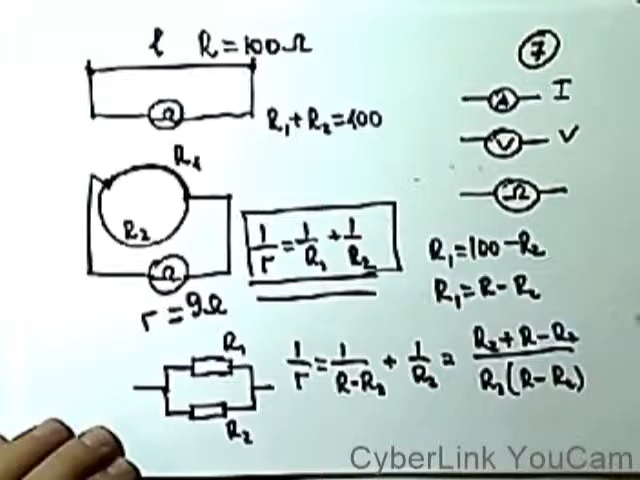 l R=100Ω
7
Ω
R₁+R₂=100
A I
V V
Ω
R₁
R₂
Ω
r=9Ω
1/r=1/R₁+1/R₂
R₁=100-R₂
R₁=R-R₂
R₁
R₂
1/r=1/R-R₂+1/R₂=R₂+R-R₂/R₂(R-R₂)
CyberLink YouCam